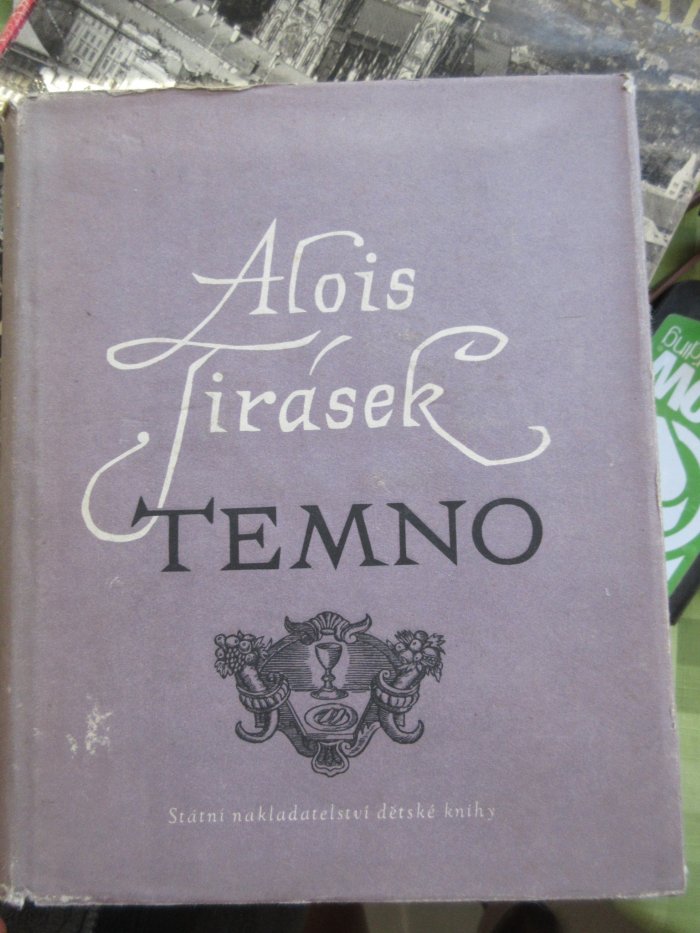 Alois
Jirásek
TEMNO
Státní nakladatelství dětské knihy